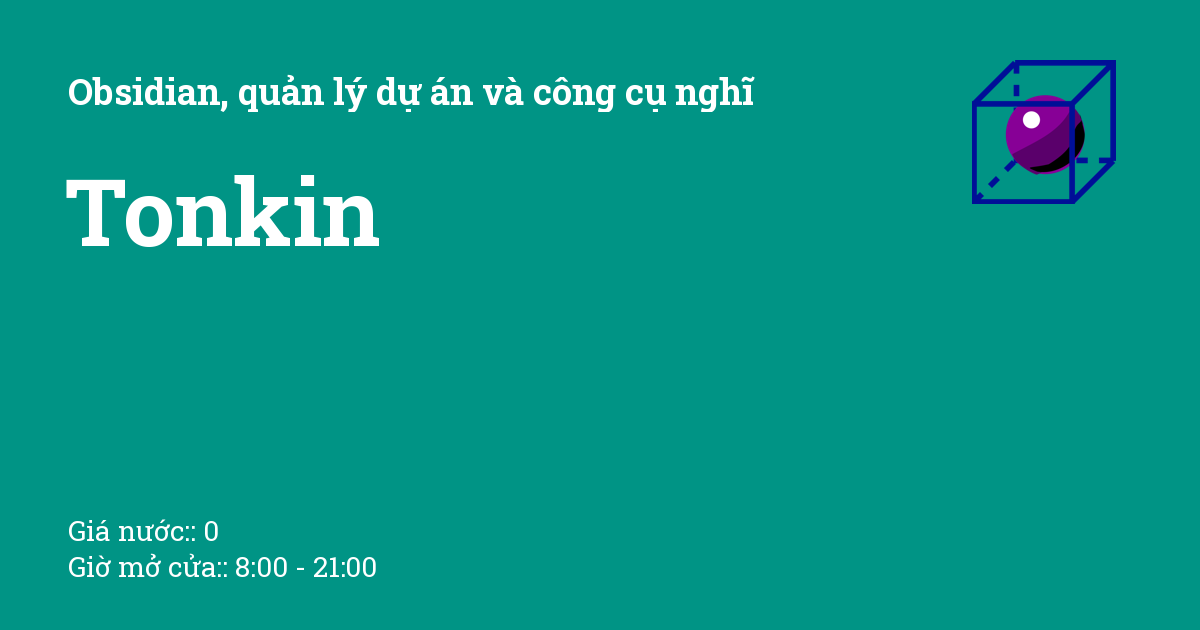 Obsidian, quản lý dự án và công cụ nghĩ
Tonkin
Giá nước:: 0
Giờ mở cửa:: 8:00 - 21:00